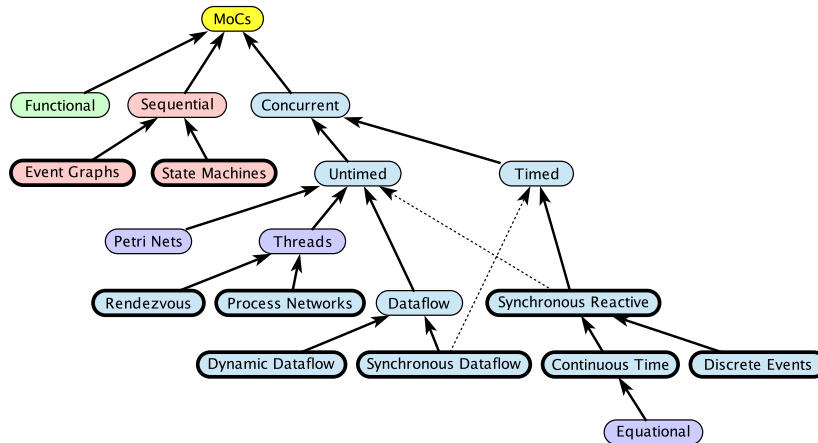 MoCs
Functional
Sequential
Concurrent
Event Graphs
State Machines
Untimed
Timed
Petri Nets
Threads
Rendezvous
Process Networks
Dataflow
Synchronous Reactive
Dynamic Dataflow
Synchronous Dataflow
Continuous Time
Discrete Events
Equational